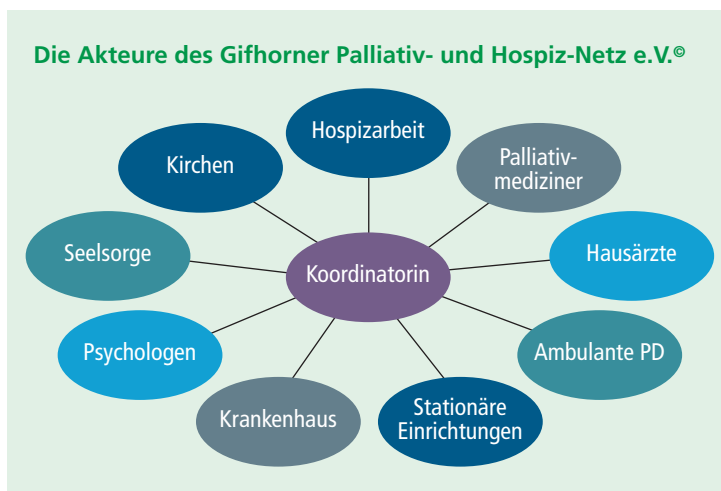 Die Akteure des Gifhorner Palliativ- und Hospiz-Netz e.V.©
Hospizarbeit
Kirchen
Palliativ-
mediziner
Seelsorge
Koordinatorin
Hausärzte
Psychologen
Ambulante PD
Krankenhaus
Stationäre
Einrichtungen